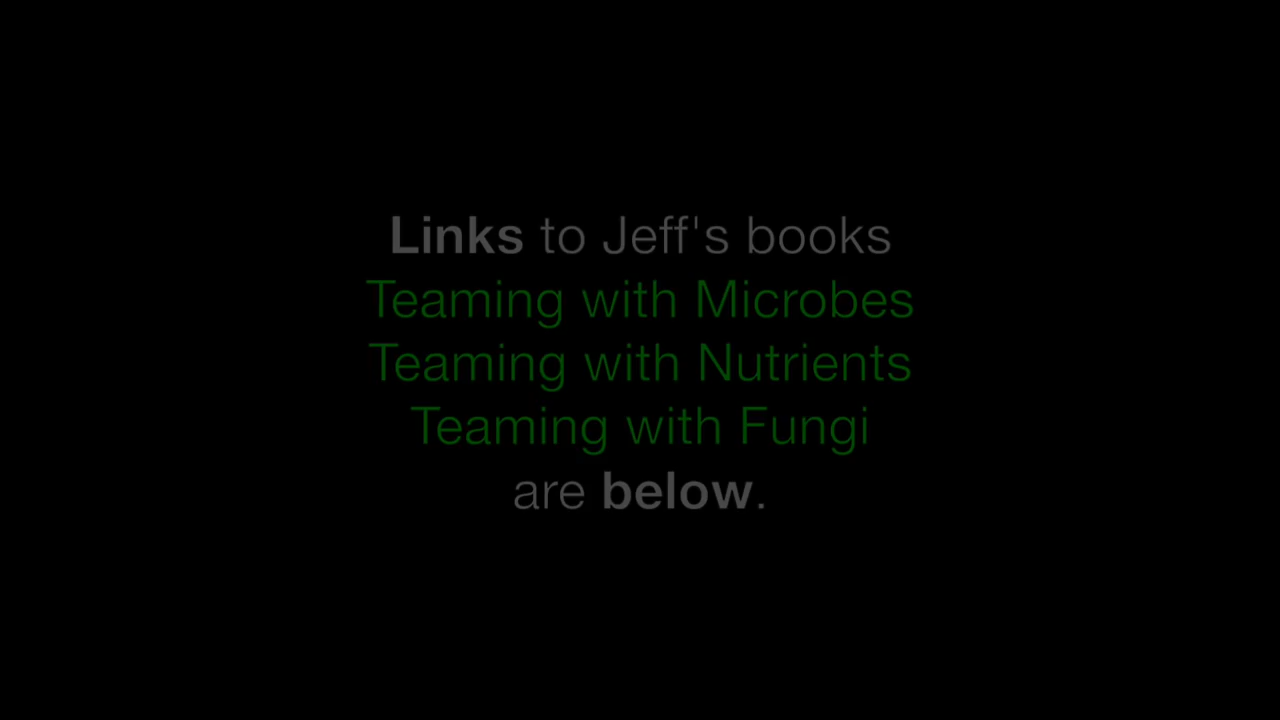 Links to Jeff's books
Teaming with Microbes
Teaming with Nutrients
Teaming with Fungi
are below.